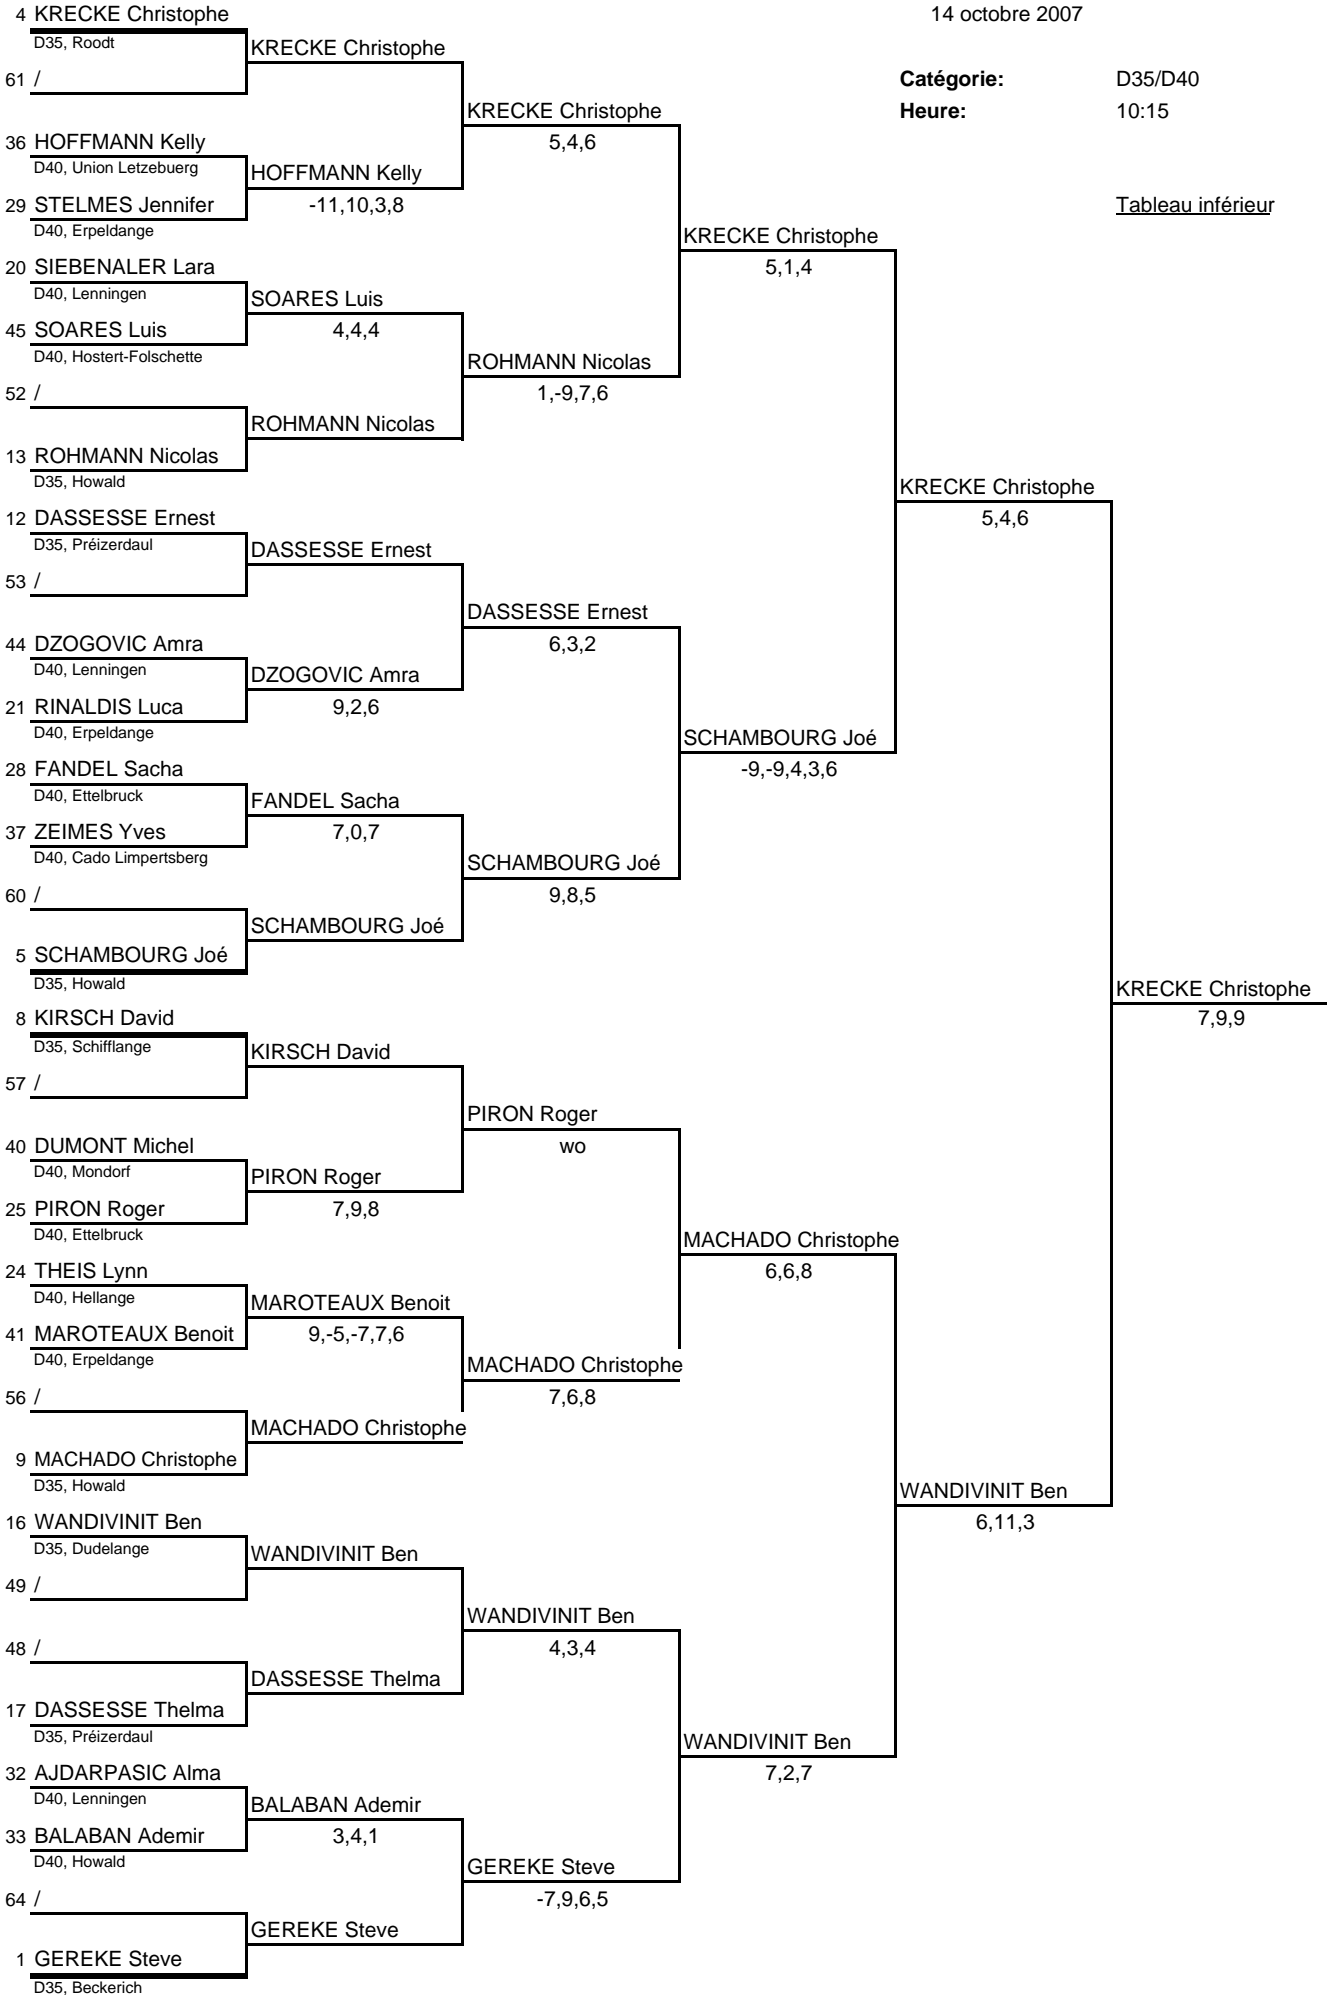 14 octobre 2007
Catégorie: D35/D40
Heure: 10:15
Tableau inférieur
4 KRECKE Christophe
D35, Roodt
61 /
36 HOFFMANN Kelly
D40, Union Letzebuerg
29 STELMES Jennifer
D40, Erpeldange
20 SIEBENALER Lara
D40, Lenningen
45 SOARES Luis
D40, Hostert-Folschette
52 /
13 ROHMANN Nicolas
D35, Howald
12 DASSESSE Ernest
D35, Préizerdaul
53 /
44 DZOGOVIC Amra
D40, Lenningen
21 RINALDIS Luca
D40, Erpeldange
28 FANDEL Sacha
D40, Ettelbruck
37 ZEIMES Yves
D40, Cado Limpertsberg
60 /
5 SCHAMBOURG Joé
D35, Howald
8 KIRSCH David
D35, Schifflange
57 /
40 DUMONT Michel
D40, Mondorf
25 PIRON Roger
D40, Ettelbruck
24 THEIS Lynn
D40, Hellange
41 MAROTEAUX Benoit
D40, Erpeldange
56 /
9 MACHADO Christophe
D35, Howald
16 WANDIVINIT Ben
D35, Dudelange
49 /
48 /
17 DASSESSE Thelma
D35, Préizerdaul
32 AJDARPASIC Alma
D40, Lenningen
33 BALABAN Ademir
D40, Howald
64 /
1 GEREKE Steve
D35, Beckerich
KRECKE Christophe
HOFFMANN Kelly
-11,10,3,8
SOARES Luis
4,4,4
ROHMANN Nicolas
DASSESSE Ernest
DZOGOVIC Amra
9,2,6
FANDEL Sacha
7,0,7
SCHAMBOURG Joé
KIRSCH David
PIRON Roger
7,9,8
MAROTEAUX Benoit
9,-5,-7,7,6
MACHADO Christophe
WANDIVINIT Ben
DASSESSE Thelma
BALABAN Ademir
3,4,1
GEREKE Steve
KRECKE Christophe
5,4,6
ROHMANN Nicolas
1,-9,7,6
DASSESSE Ernest
6,3,2
SCHAMBOURG Joé
9,8,5
PIRON Roger
wo
MACHADO Christophe
7,6,8
WANDIVINIT Ben
4,3,4
GEREKE Steve
-7,9,6,5
KRECKE Christophe
5,1,4
SCHAMBOURG Joé
-9,-9,4,3,6
MACHADO Christophe
6,6,8
WANDIVINIT Ben
7,2,7
KRECKE Christophe
5,4,6
WANDIVINIT Ben
6,11,3
KRECKE Christophe
7,9,9